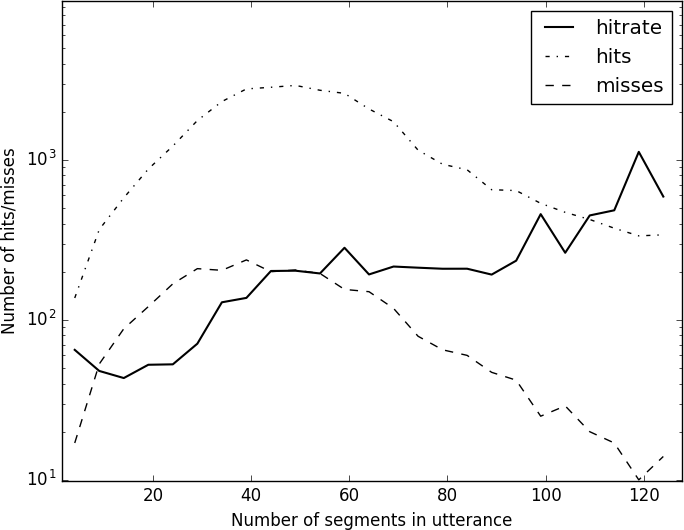 hitrate
hits
misses
Number of hits/misses
10^3
10^2
10^1
20 40 60 80 100 120
Number of segments in utterance